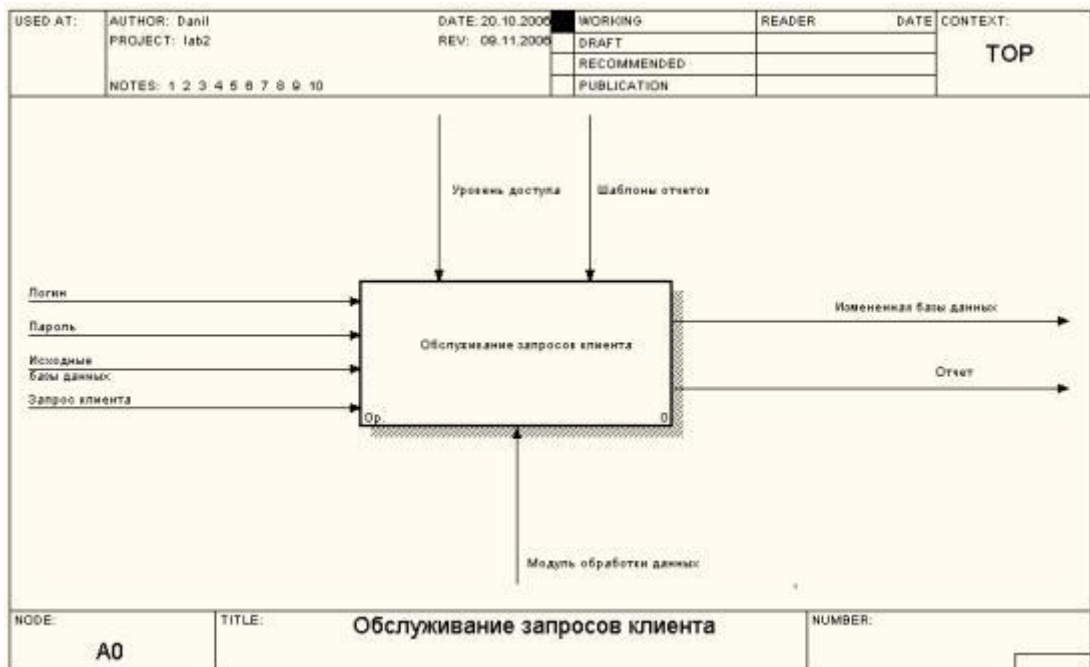 USED AT:
AUTHOR: Danil
DATE: 20.10.2006
PROJECT: lab2
REV: 09.11.2006
NOTES: 1 2 3 4 5 6 7 8 9 10
WORKING
DRAFT
RECOMMENDED
PUBLICATION
READER
DATE
CONTEXT:
TOP
Уровень доступа
Шаблоны отчетов
Логин
Пароль
Исходные
базы данных
Запрос клиента
Обслуживание запросов клиента
0р.
0
Измененная базы данных
Отчет
Модуль обработки данных
NODE:
A0
TITLE:
Обслуживание запросов клиента
NUMBER: